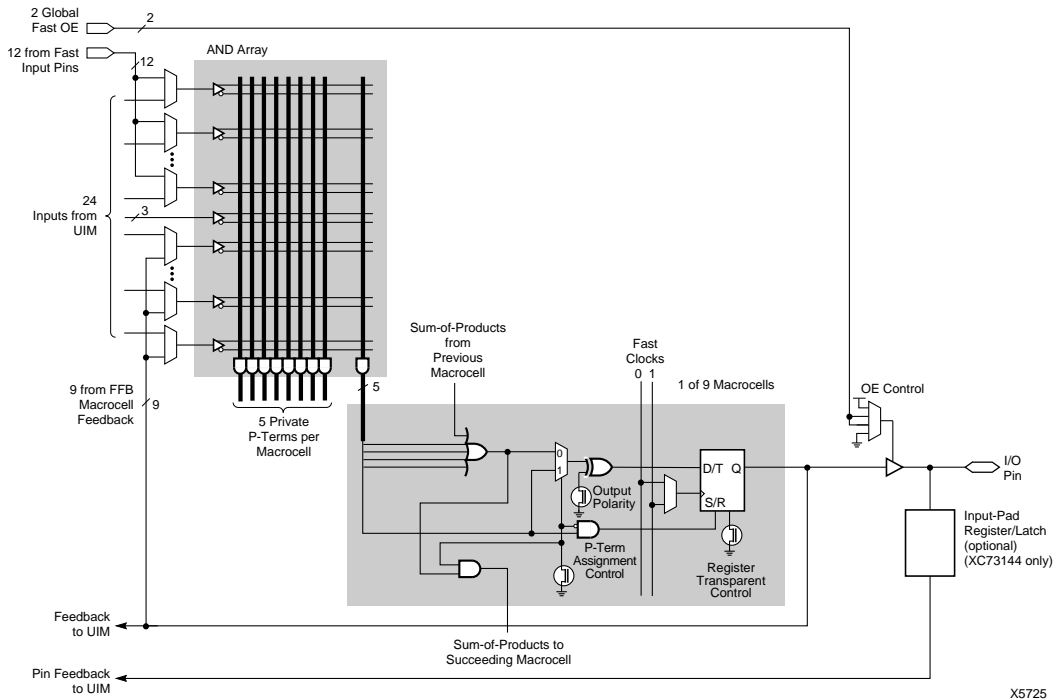 2 Global
Fast OE
2
12 from Fast
Input Pins
12
AND Array
24
Inputs from
UIM
3
9 from FFB
Macrocell
Feedback
9
5 Private
P-Terms per
Macrocell
5
Sum-of-Products
from
Previous
Macrocell
Fast
Clocks
0 1
1 of 9 Macrocells
OE Control
0
1
D/T Q
S/R
Output
Polarity
I/O
Pin
Input-Pad
Register/Latch
(optional)
(XC73144 only)
P-Term
Assignment
Control
Register
Transparent
Control
Feedback
to UIM
Sum-of-Products to
Succeeding Macrocell
Pin Feedback
to UIM
X5725